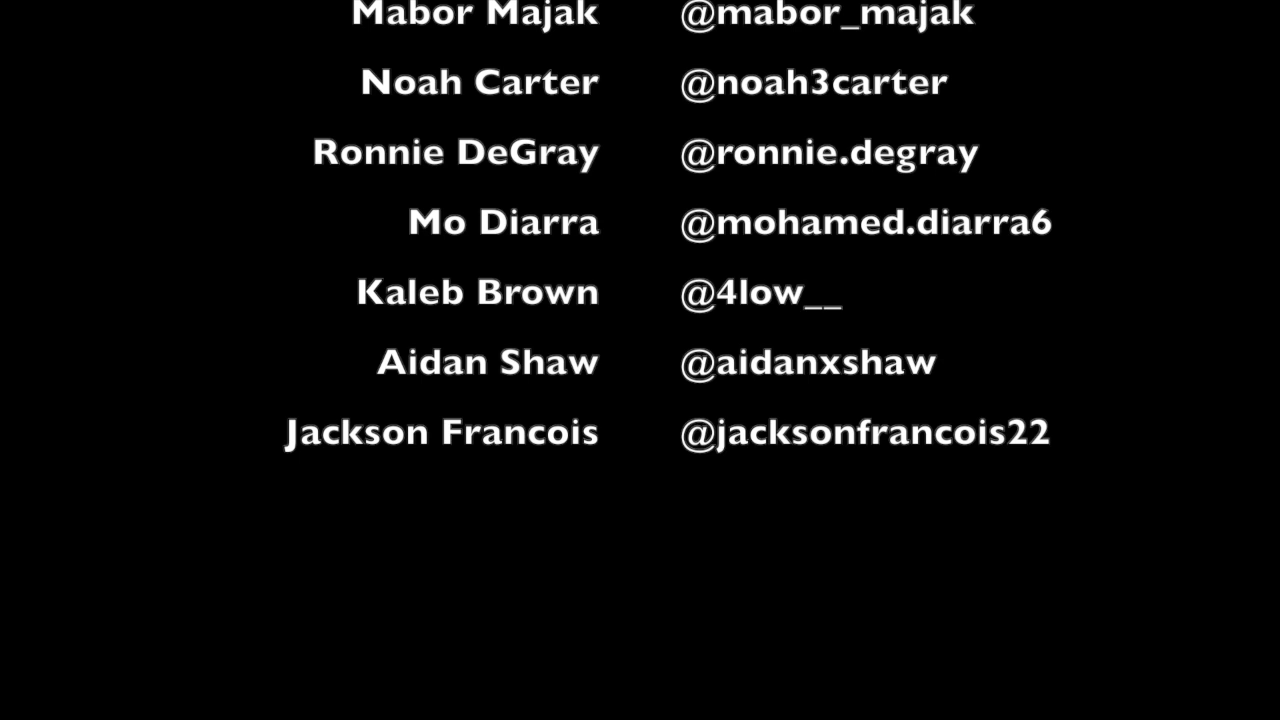 Mabor Majak @mabor_majak
Noah Carter @noah3carter
Ronnie DeGray @ronnie.degray
Mo Diarra @mohamed.diarra6
Kaleb Brown @4low__
Aidan Shaw @aidanxshaw
Jackson Francois @jacksonfrancois22